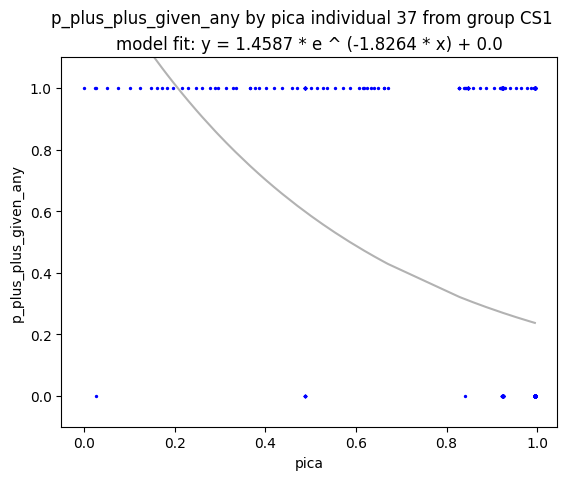 p_plus_plus_given_any by pica individual 37 from group CS1
model fit: y = 1.4587 * e ^ (-1.8264 * x) + 0.0
1.0
0.8
0.6
0.4
0.2
0.0
p_plus_plus_given_any
0.0 0.2 0.4 0.6 0.8 1.0
pica